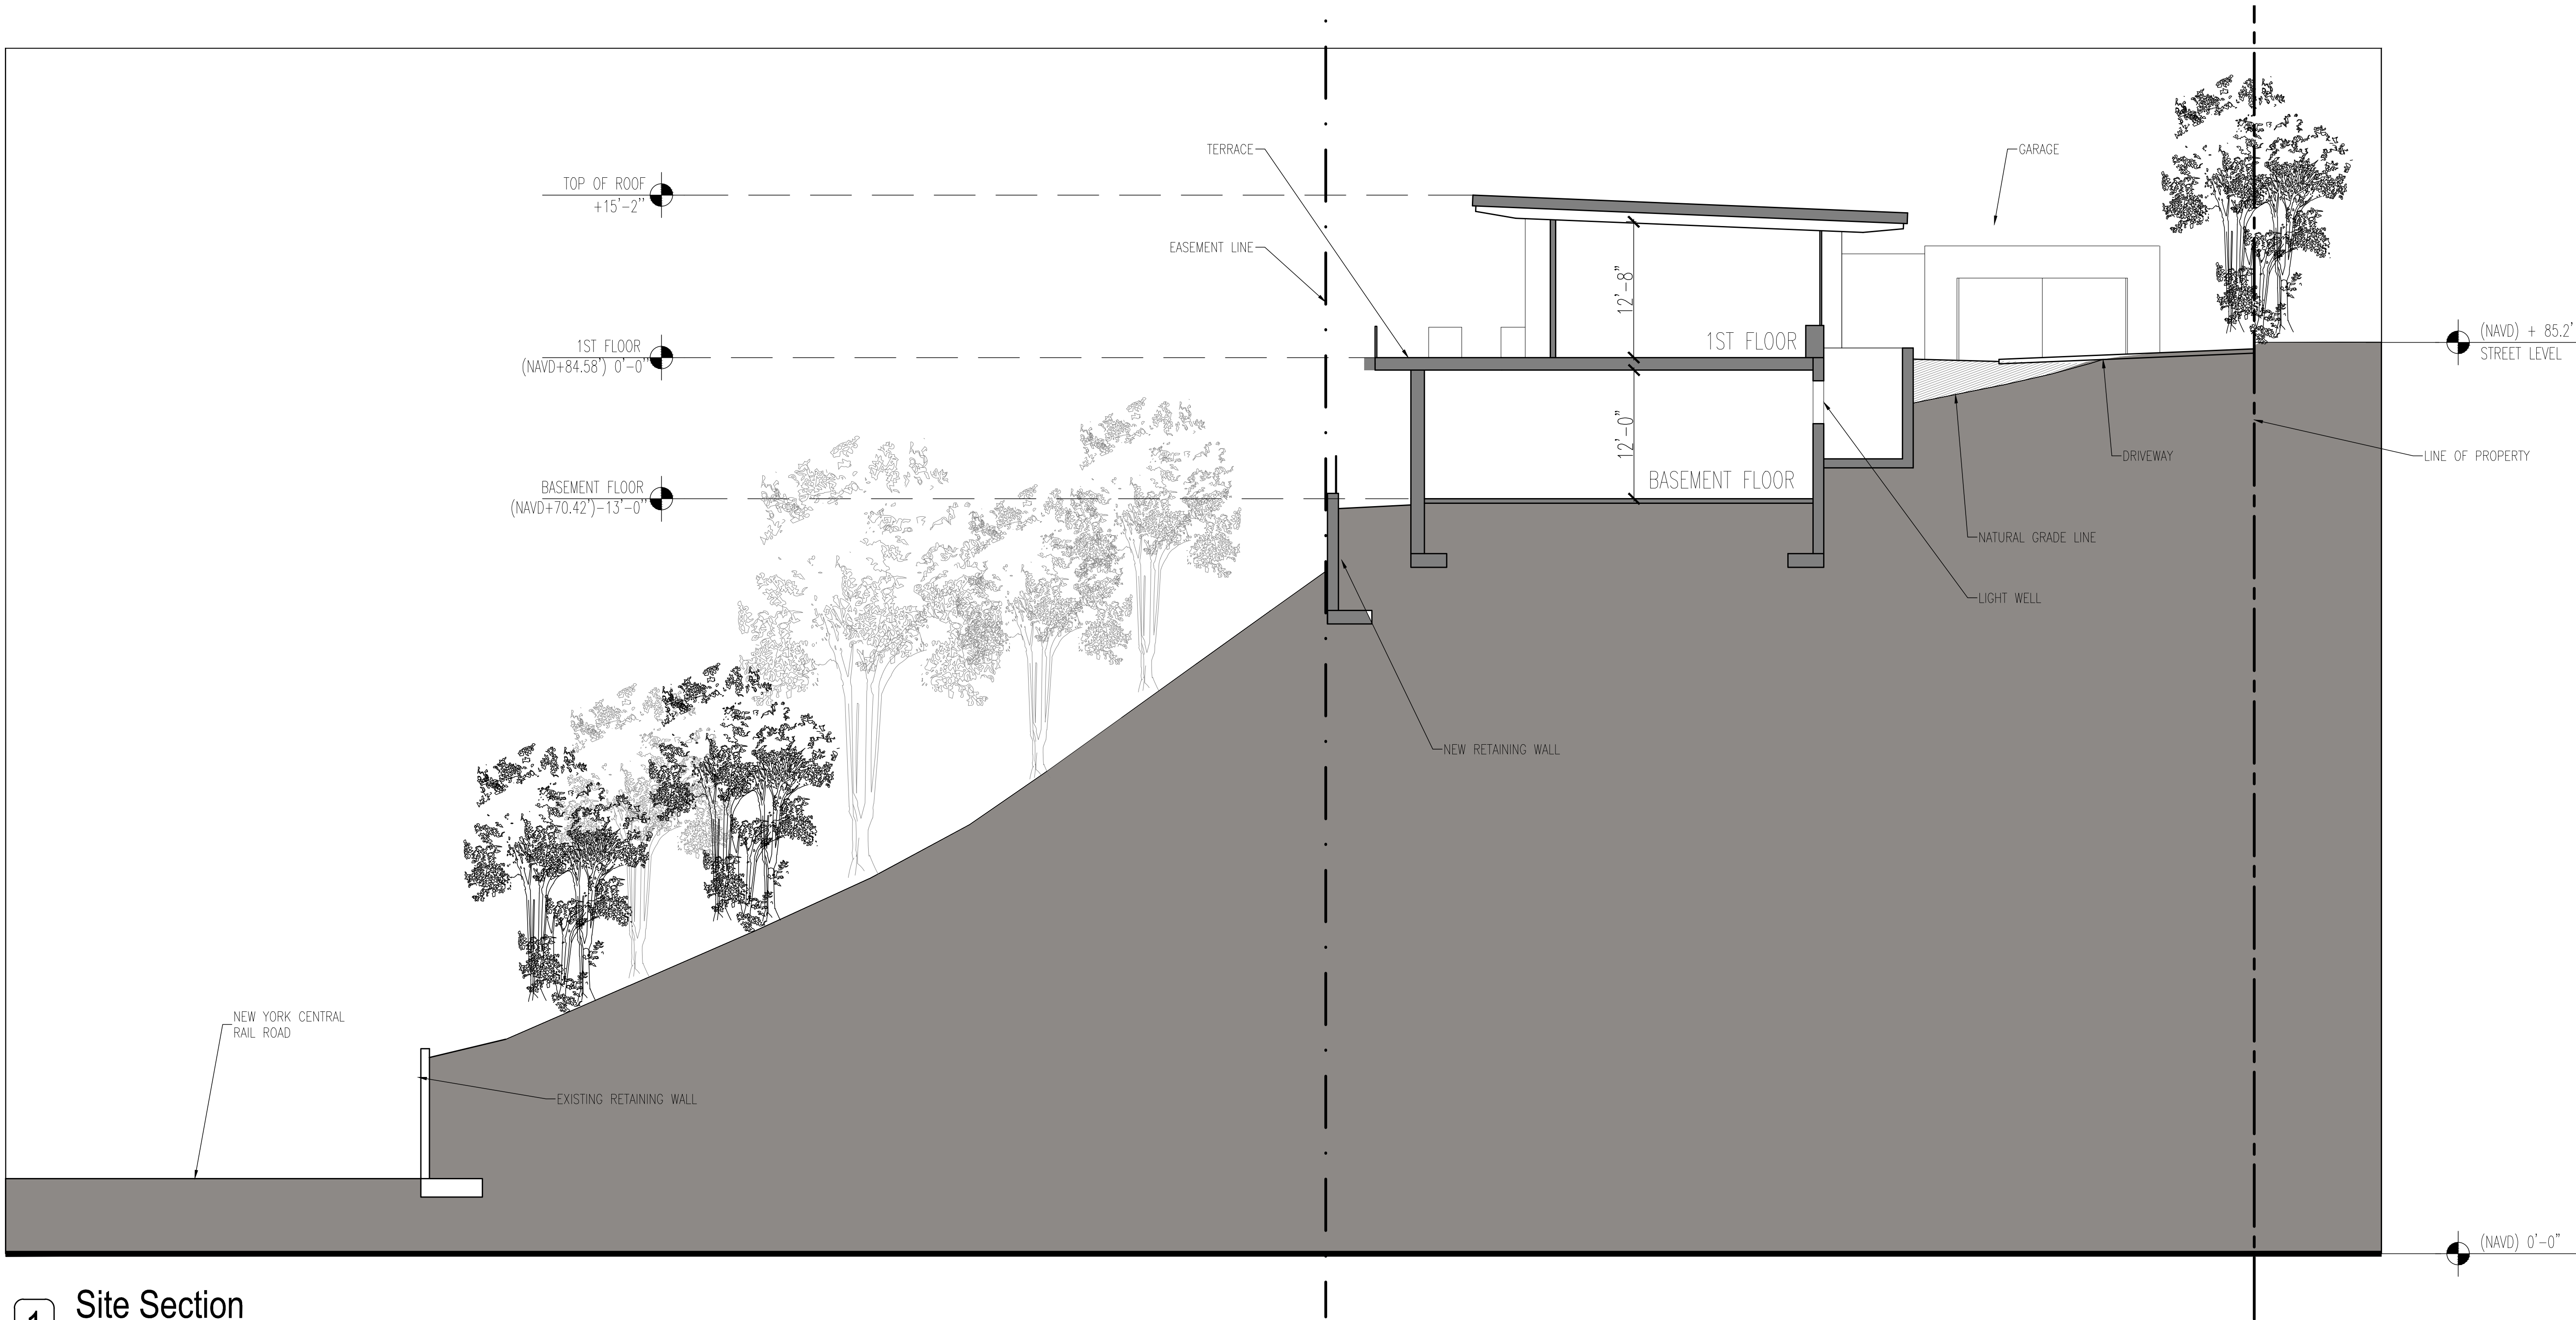 TERRACE
GARAGE
TOP OF ROOF
+15'-2"
EASEMENT LINE
12'-8"
1ST FLOOR
(NAVD) + 85.2'
STREET LEVEL
1ST FLOOR
(NAVD+84.58') 0'-0"
12'-0"
DRIVEWAY
LINE OF PROPERTY
BASEMENT FLOOR
BASEMENT FLOOR
(NAVD+70.42')-13'-0"
NATURAL GRADE LINE
LIGHT WELL
NEW RETAINING WALL
NEW YORK CENTRAL
RAIL ROAD
EXISTING RETAINING WALL
(NAVD) 0'-0"
1
Site Section